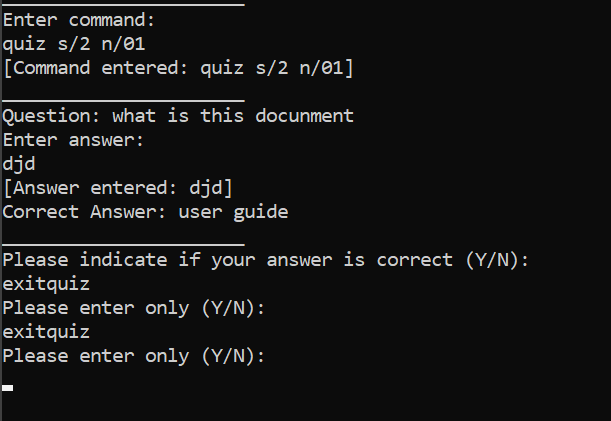 Enter command:
quiz s/2 n/01
[Command entered: quiz s/2 n/01]
Question: what is this docunment
Enter answer:
djd
[Answer entered: djd]
Correct Answer: user guide
Please indicate if your answer is correct (Y/N):
exitquiz
Please enter only (Y/N):
exitquiz
Please enter only (Y/N):